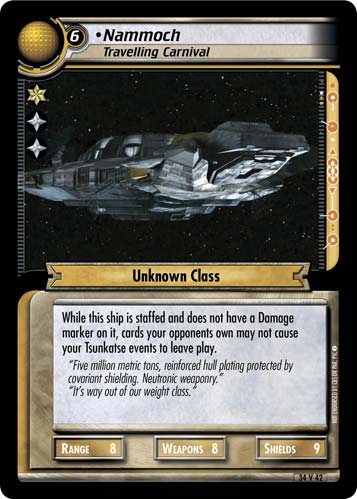 6
•Nammoch
Travelling Carnival
Unknown Class
While this ship is staffed and does not have a Damage
marker on it, cards your opponents own may not cause
your Tsunkatse events to leave play.
"Five million metric tons, reinforced hull plating protected by
covariant shielding. Neutronic weaponry."
"It's way out of our weight class."
RANGE 8
WEAPONS 8
SHIELDS 9
34 V 42